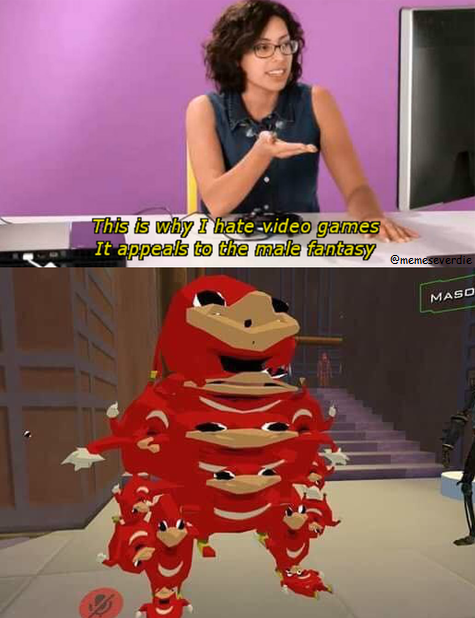 This is why I hate video games
It appeals to the male fantasy
@memeseverdie
MASO